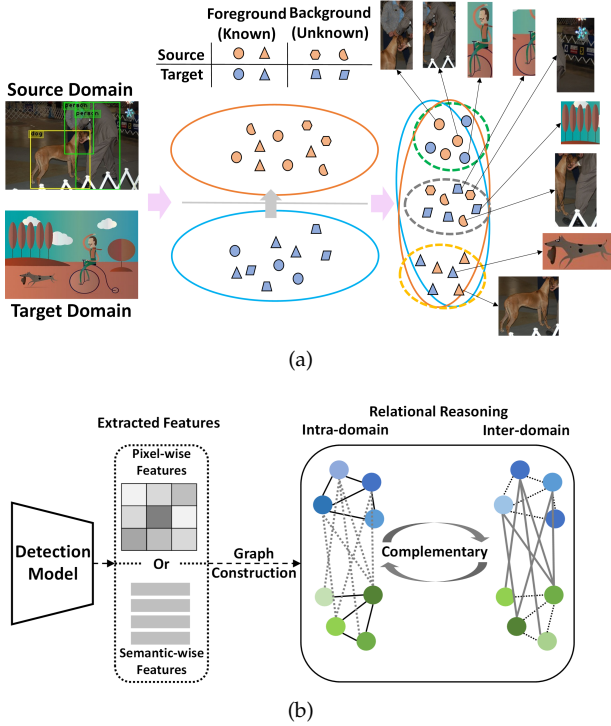 Foreground Background
(Known) (Unknown)
Source
Target
Source Domain
person
person
dog
Target Domain
(a)
Extracted Features
Pixel-wise
Features
Or
Semantic-wise
Features
Detection
Model
Graph
Construction
Relational Reasoning
Intra-domain Inter-domain
Complementary
(b)